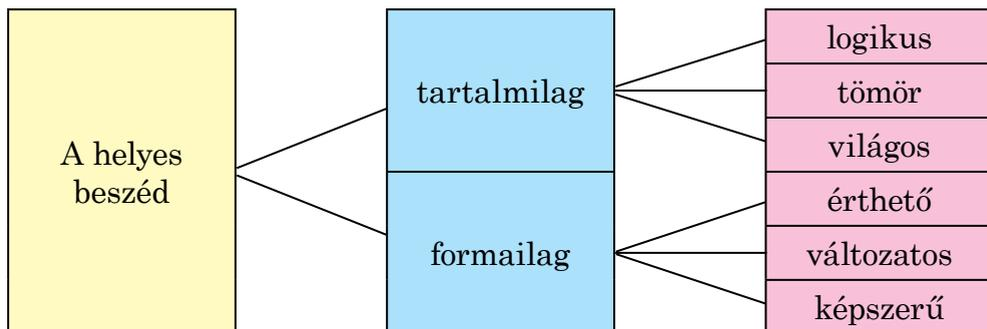 A helyes
beszéd
tartalmilag
formailag
logikus
tömör
világos
érthető
változatos
képszerű